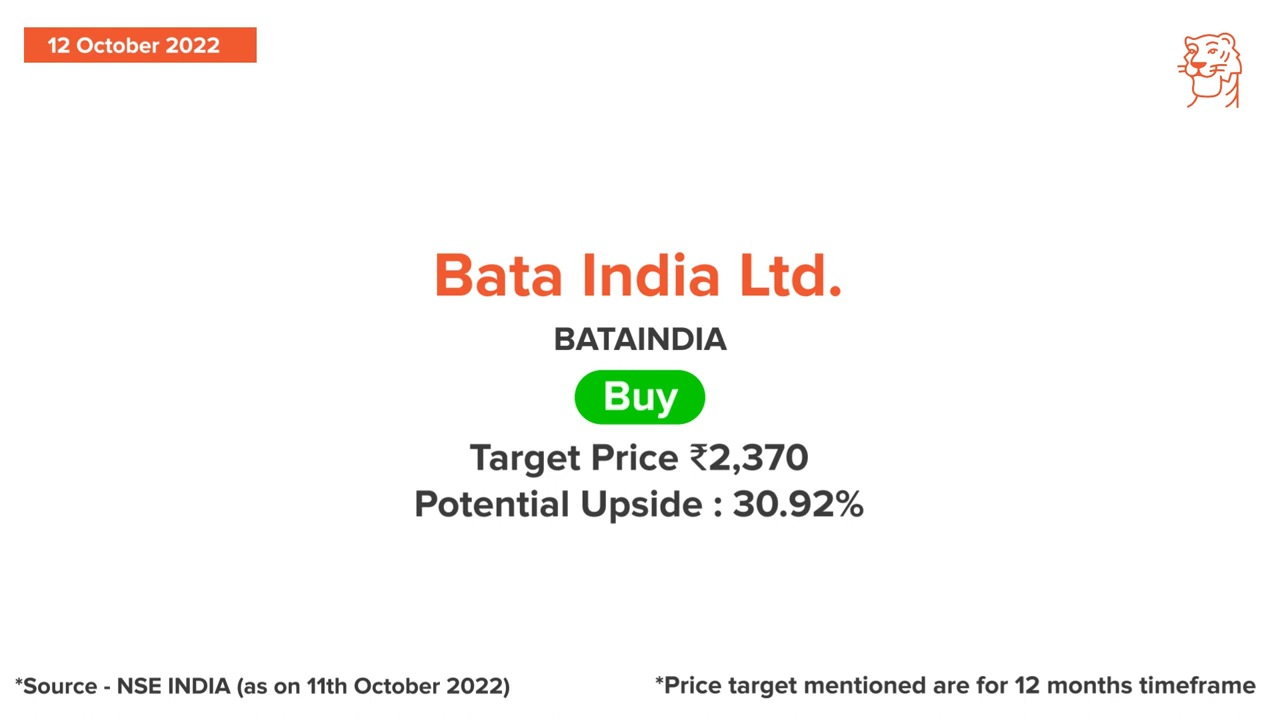 12 October 2022
Bata India Ltd.
BATAINDIA
Buy
Target Price ₹2,370
Potential Upside : 30.92%
*Source - NSE INDIA (as on 11th October 2022)
*Price target mentioned are for 12 months timeframe